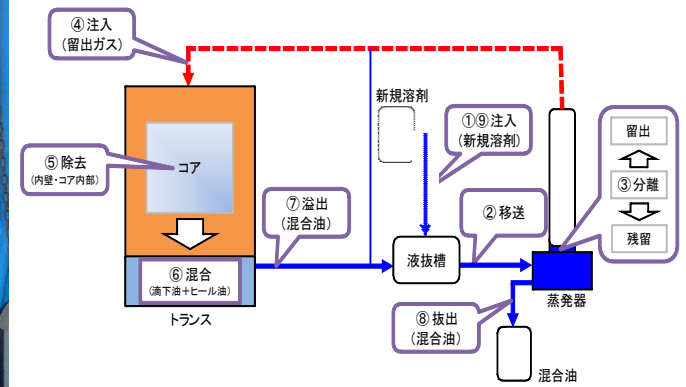 ④注入
(留出ガス)
新規溶剤
①⑨注入
(新規溶剤)
留出
③分離
残留
⑤除去
(内壁・コア内部)
コア
⑦溢出
(混合油)
②移送
⑥混合
(滴下油+ヒール油)
液抜槽
蒸発器
トランス
⑧抜出
(混合油)
混合油